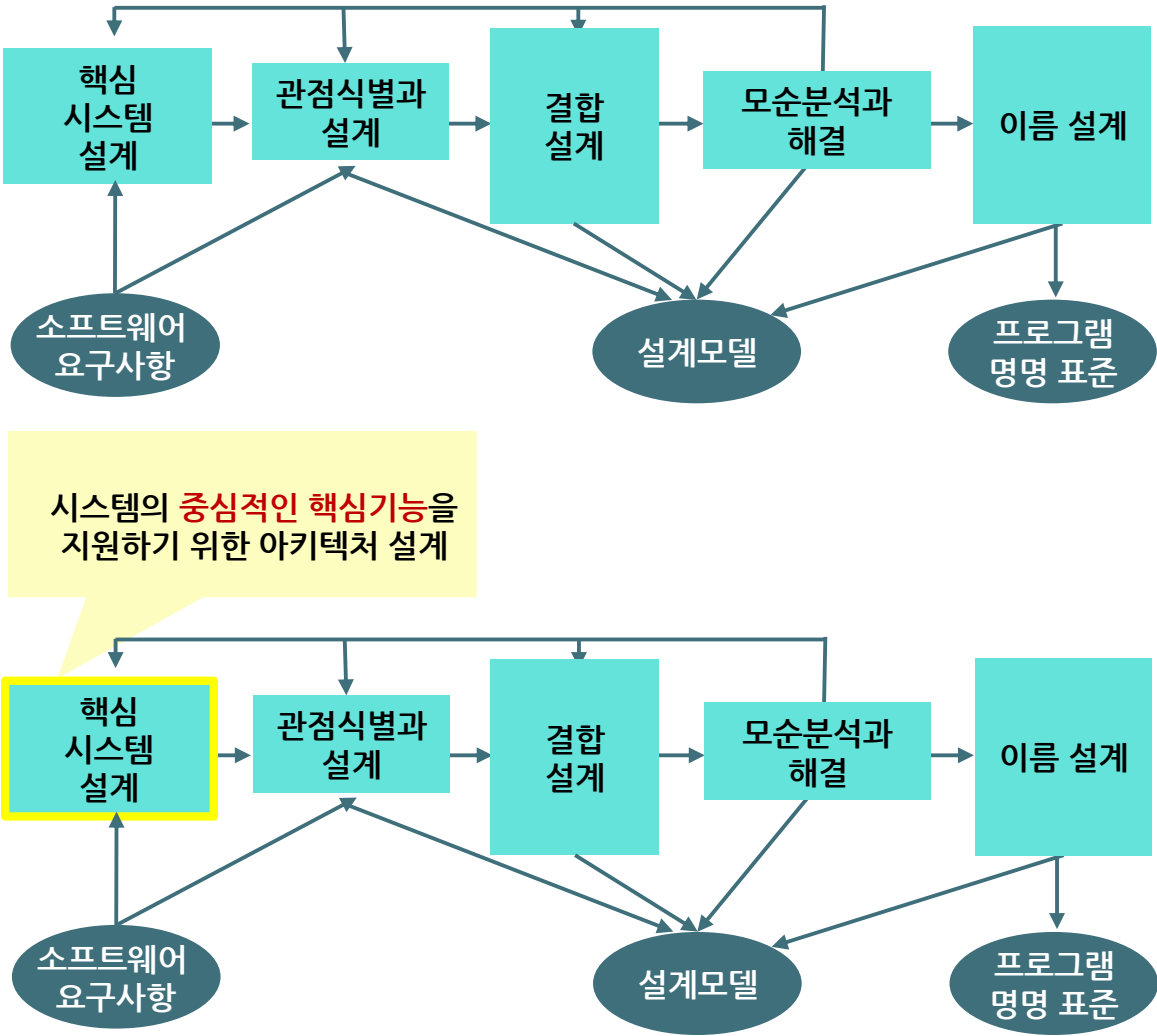 핵심
시스템
설계
관점식별과
설계
결합
설계
모순분석과
해결
이름 설계
소프트웨어
요구사항
설계모델
프로그램
명명 표준
시스템의 중심적인 핵심기능을
지원하기 위한 아키텍처 설계
핵심
시스템
설계
관점식별과
설계
결합
설계
모순분석과
해결
이름 설계
소프트웨어
요구사항
설계모델
프로그램
명명 표준